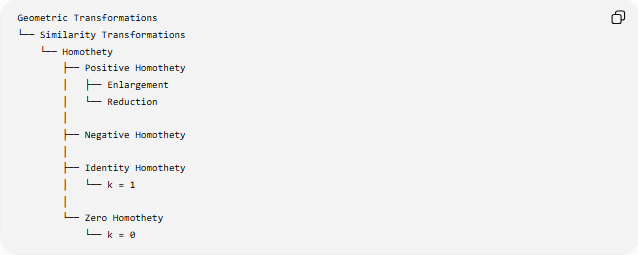 Geometric Transformations
└── Similarity Transformations
    └── Homothety
        ├── Positive Homothety
        │   ├── Enlargement
        │   └── Reduction
        │
        ├── Negative Homothety
        │
        ├── Identity Homothety
        │   └── k = 1
        │
        └── Zero Homothety
            └── k = 0